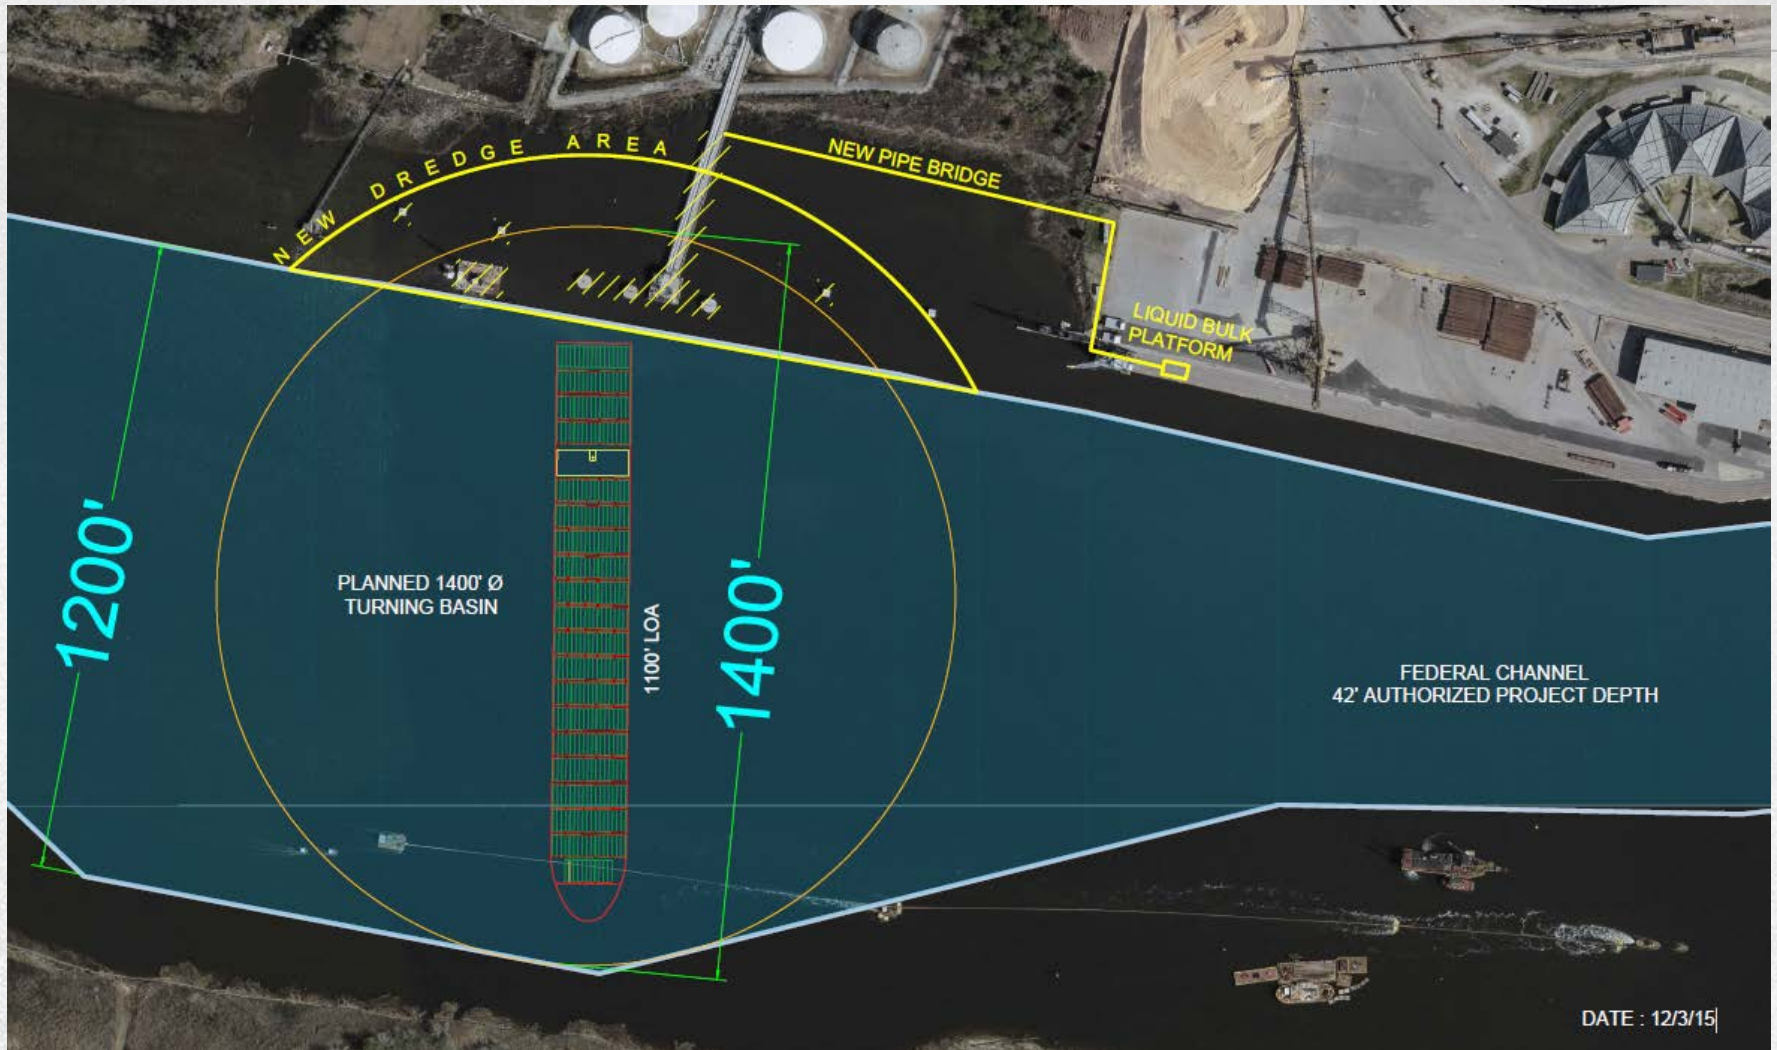 NEW DREDGE AREA
NEW PIPE BRIDGE
LIQUID BULK
PLATFORM
1200'
PLANNED 1400' Ø
TURNING BASIN
1100' LOA
1400'
FEDERAL CHANNEL
42' AUTHORIZED PROJECT DEPTH
DATE : 12/3/15